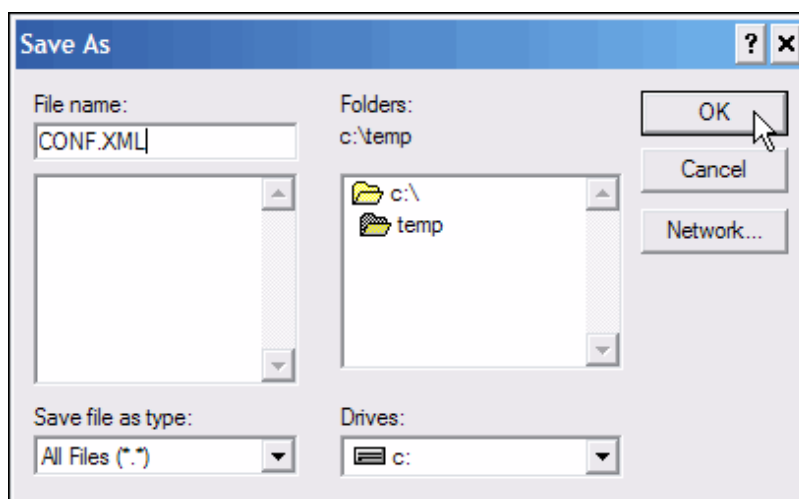 Save As
File name:
CONF.XML
Folders:
c:\temp
c:\
temp
OK
Cancel
Network...
Save file as type:
All Files (*.*)
Drives:
c: